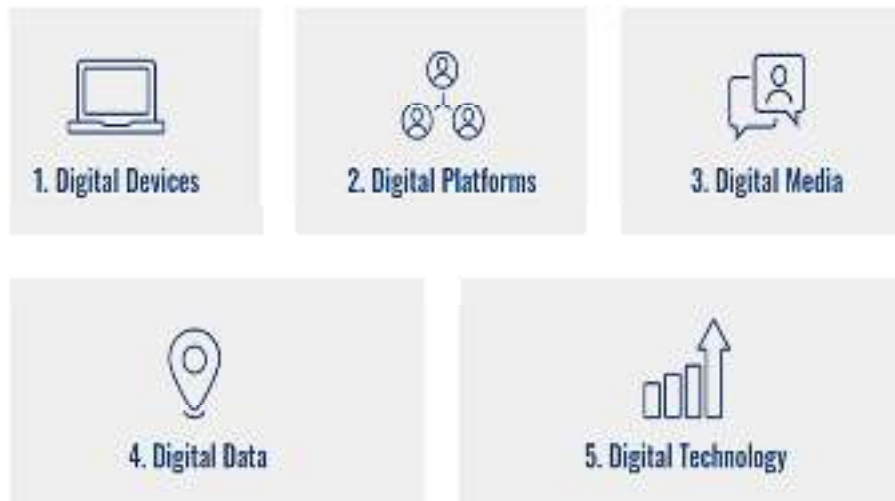 1. Digital Devices
2. Digital Platforms
3. Digital Media
4. Digital Data
5. Digital Technology